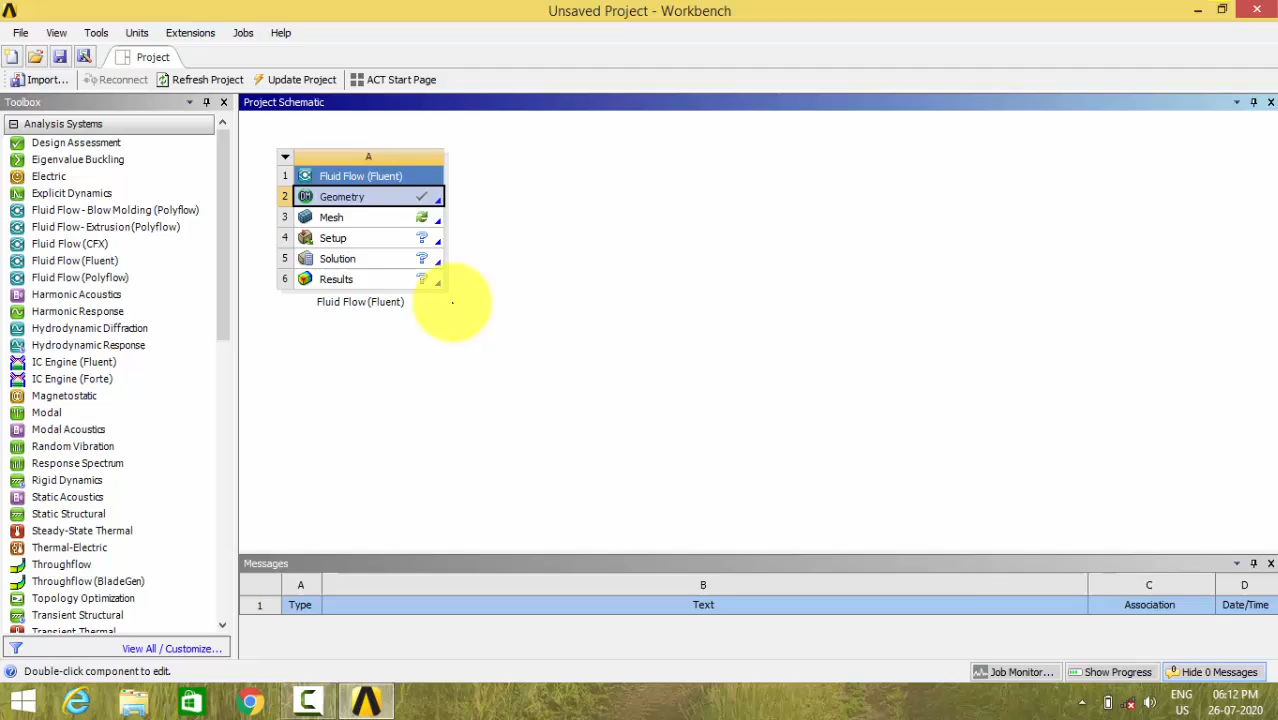 Unsaved Project - Workbench
File View Tools Units Extensions Jobs Help
Project
Import... Reconnect Refresh Project Update Project ACT Start Page
Toolbox
Analysis Systems
Design Assessment
Eigenvalue Buckling
Electric
Explicit Dynamics
Fluid Flow - Blow Molding (Polyflow)
Fluid Flow - Extrusion (Polyflow)
Fluid Flow (CFX)
Fluid Flow (Fluent)
Fluid Flow (Polyflow)
Harmonic Acoustics
Harmonic Response
Hydrodynamic Diffraction
Hydrodynamic Response
IC Engine (Fluent)
IC Engine (Forte)
Magnetostatic
Modal
Modal Acoustics
Random Vibration
Response Spectrum
Rigid Dynamics
Static Acoustics
Static Structural
Steady-State Thermal
Thermal-Electric
Throughflow
Throughflow (BladeGen)
Topology Optimization
Transient Structural
Transient Thermal
View All / Customize...
Project Schematic
A
1 Fluid Flow (Fluent)
2 Geometry
3 Mesh
4 Setup
5 Solution
6 Results
Fluid Flow (Fluent)
Messages
A B C D
1 Type Text Association Date/Time
Double-click component to edit.
Job Monitor... Show Progress Hide 0 Messages
ENG 06:12 PM
US 26-07-2020